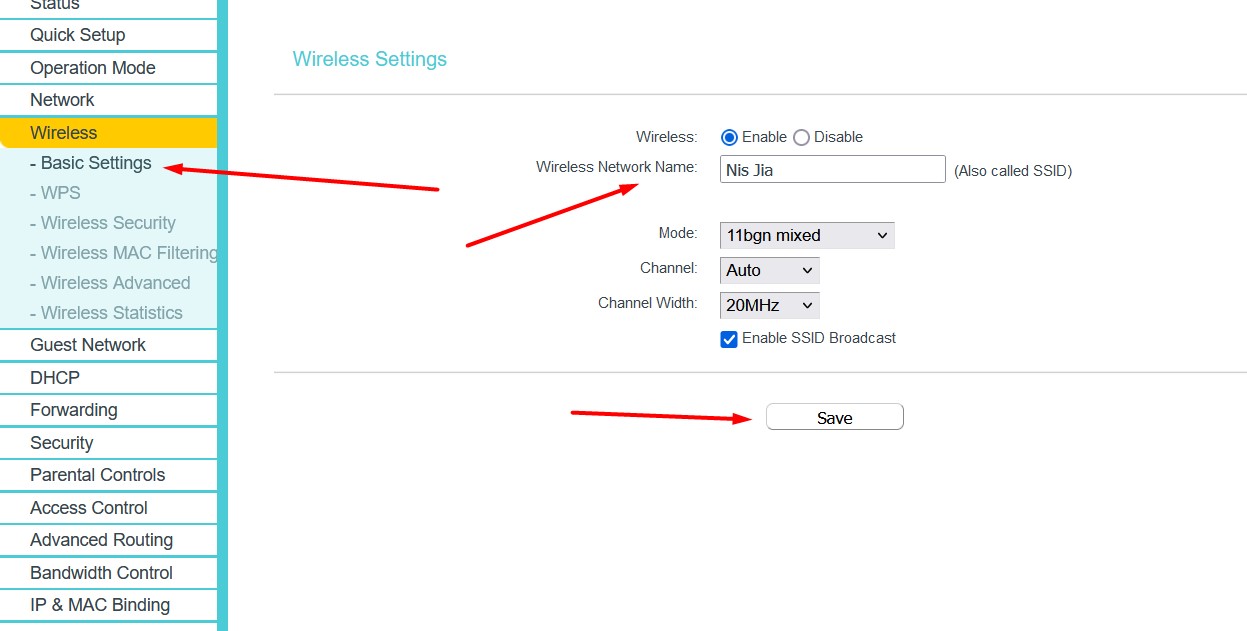 Status
Quick Setup
Operation Mode
Network
Wireless
- Basic Settings
- WPS
- Wireless Security
- Wireless MAC Filtering
- Wireless Advanced
- Wireless Statistics
Guest Network
DHCP
Forwarding
Security
Parental Controls
Access Control
Advanced Routing
Bandwidth Control
IP & MAC Binding
Wireless Settings
Wireless: Enable Disable
Wireless Network Name: Nis Jia (Also called SSID)
Mode: 11bgn mixed
Channel: Auto
Channel Width: 20MHz
Enable SSID Broadcast
Save